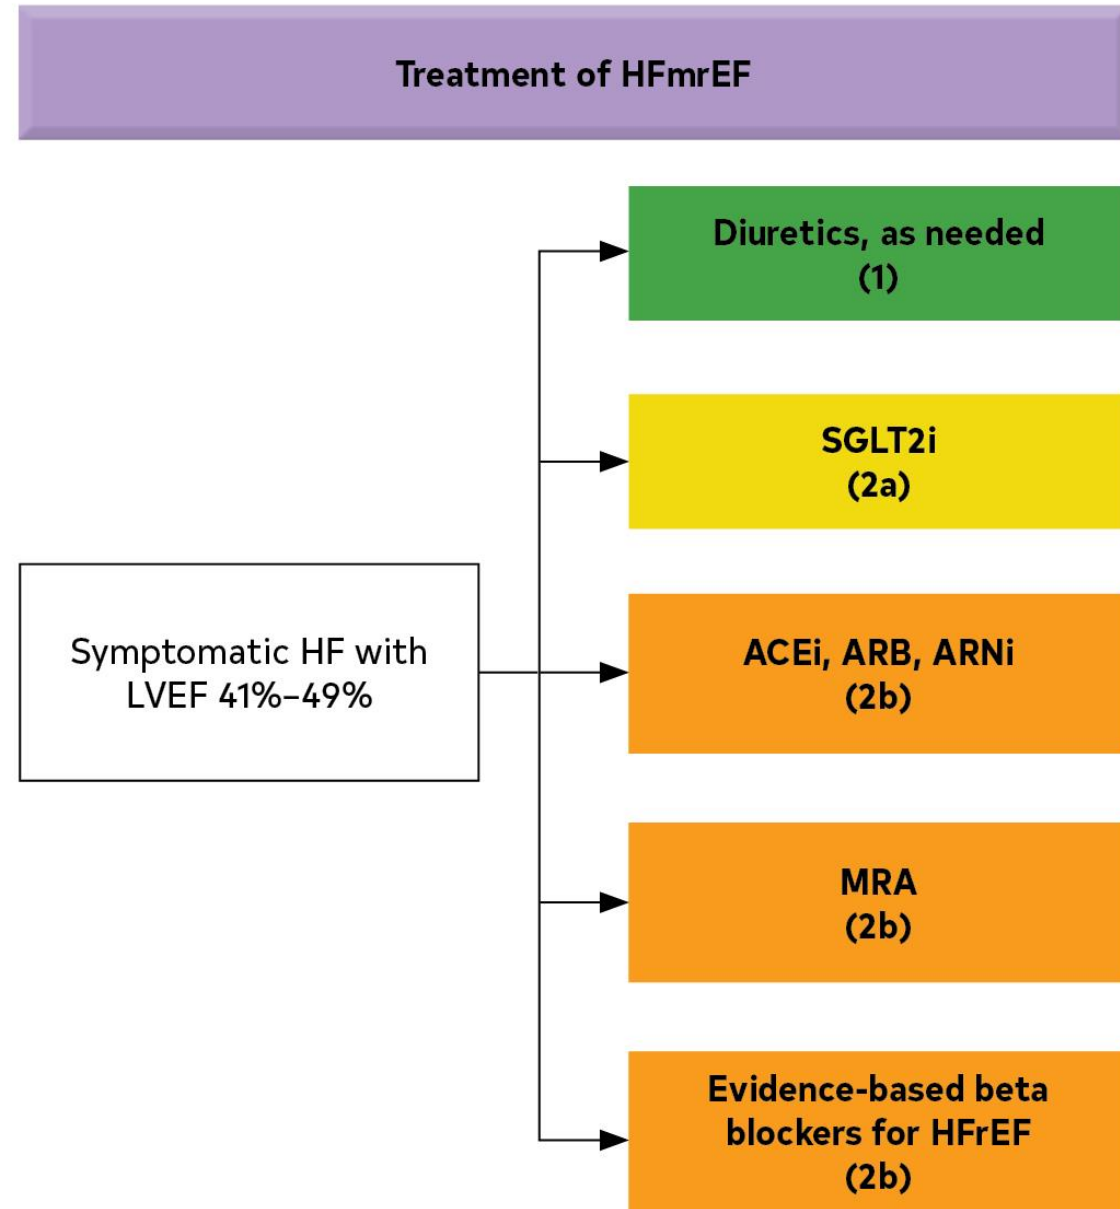 Treatment of HFmrEF
Diuretics, as needed
(1)
SGLT2i
(2a)
Symptomatic HF with
LVEF 41%–49%
ACEi, ARB, ARNi
(2b)
MRA
(2b)
Evidence-based beta
blockers for HFrEF
(2b)